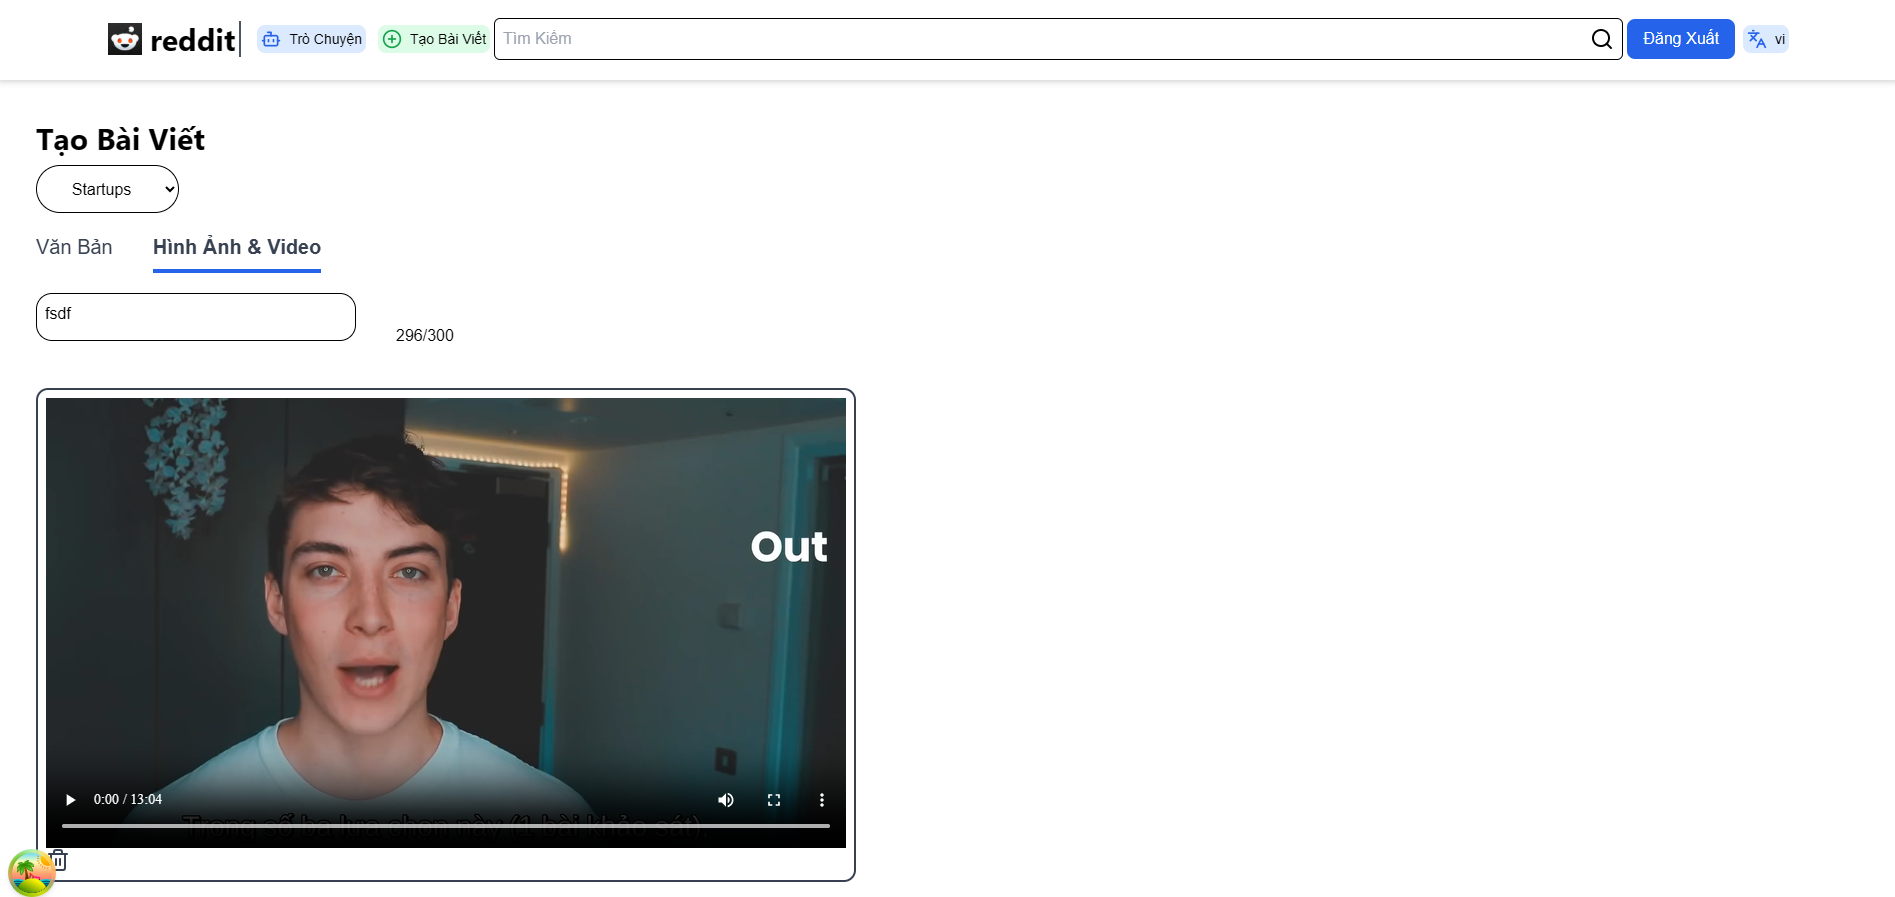 reddit
Trò Chuyện
Tạo Bài Viết
Tìm Kiếm
Đăng Xuất
vi
Tạo Bài Viết
Startups
Văn Bản
Hình Ảnh & Video
fsdf
296/300
Out
0:00 / 13:04
Trong số ba lựa chọn này (1 bài khảo sát)